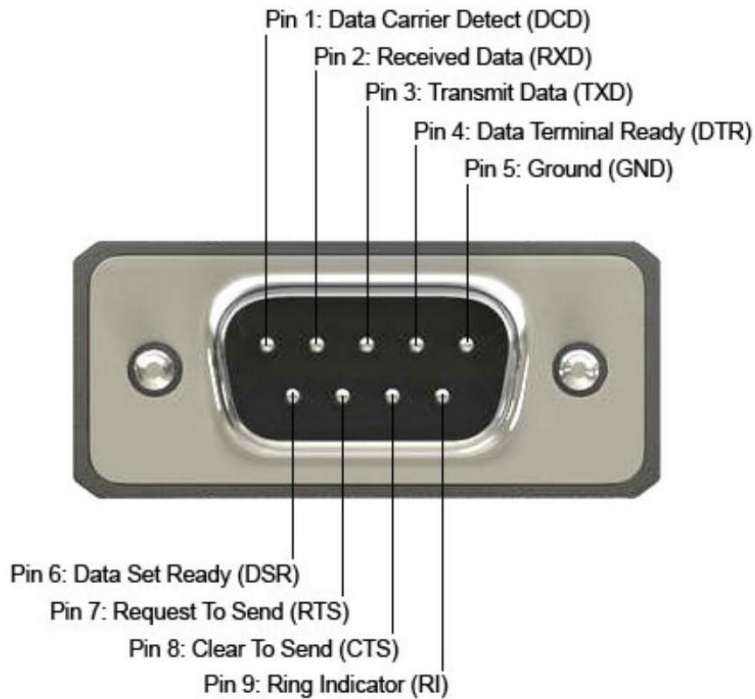 Pin 1: Data Carrier Detect (DCD)
Pin 2: Received Data (RXD)
Pin 3: Transmit Data (TXD)
Pin 4: Data Terminal Ready (DTR)
Pin 5: Ground (GND)
Pin 6: Data Set Ready (DSR)
Pin 7: Request To Send (RTS)
Pin 8: Clear To Send (CTS)
Pin 9: Ring Indicator (RI)